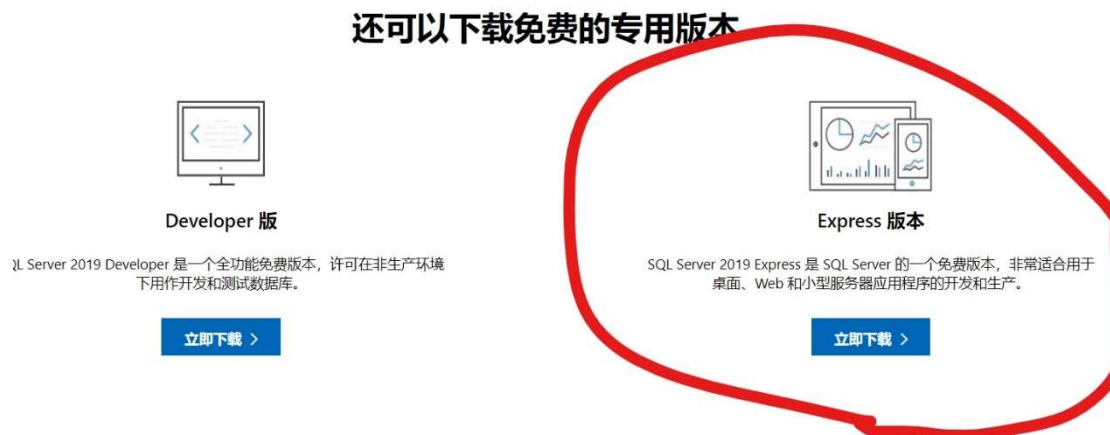 还可以下载免费的专用版本
Developer 版
QL Server 2019 Developer 是一个全功能免费版本，许可在非生产环境
下用作开发和测试数据库。
立即下载 >
Express 版本
SQL Server 2019 Express 是 SQL Server 的一个免费版本，非常适合用于
桌面、Web 和小型服务器应用程序的开发和生产。
立即下载 >